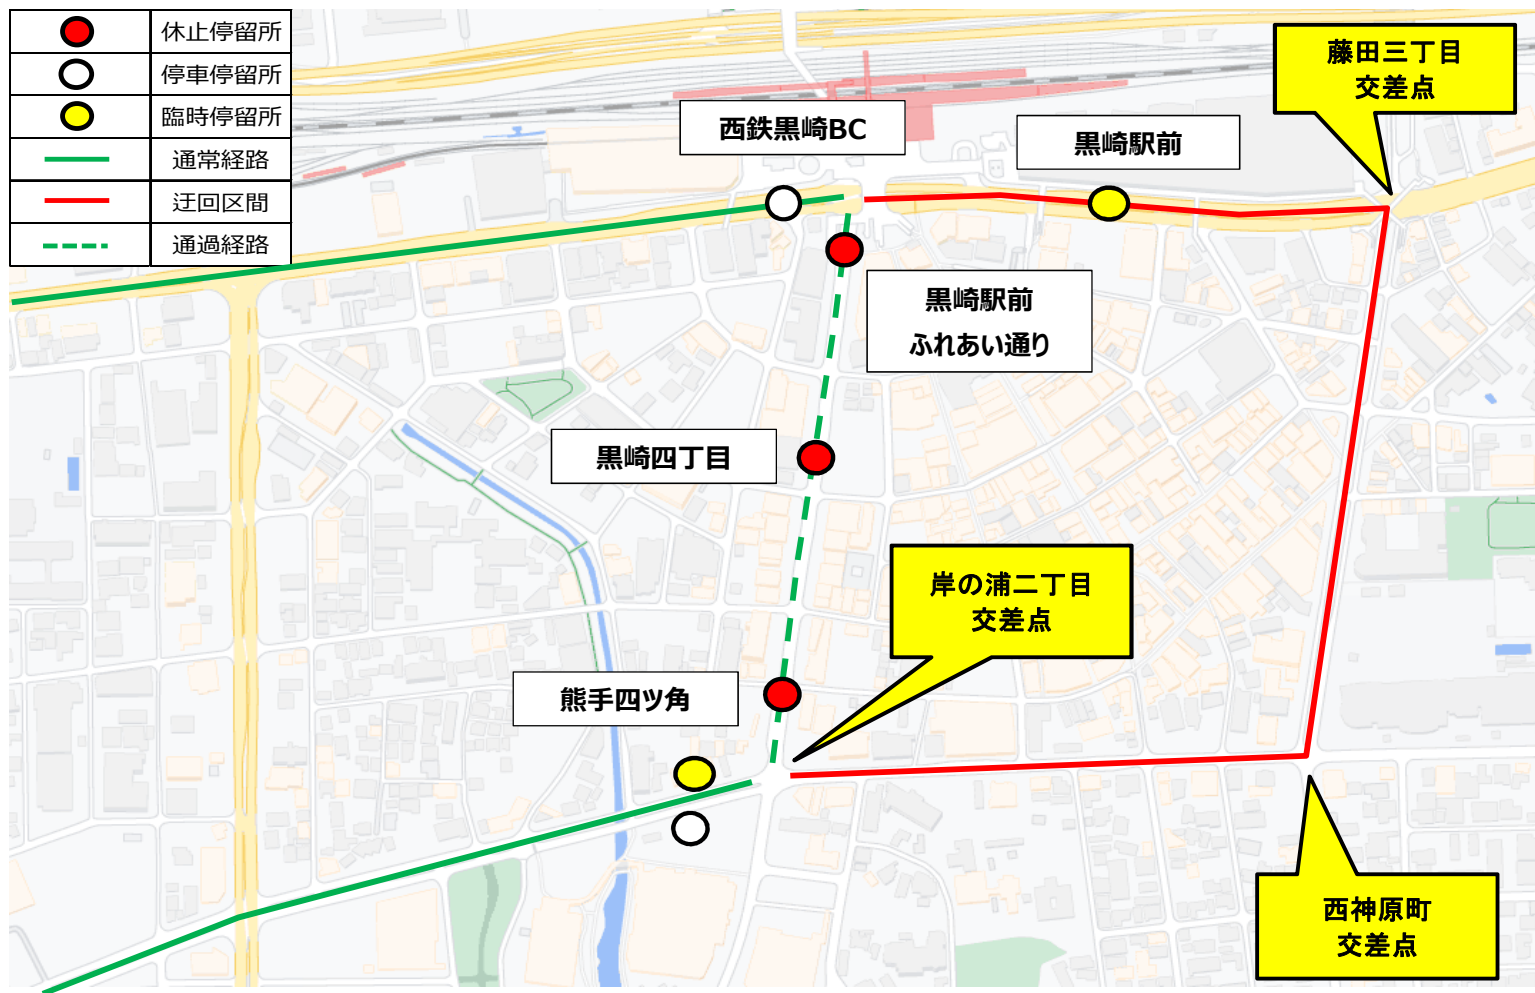 休止停留所
停車停留所
臨時停留所
通常経路
迂回区間
通過経路
藤田三丁目
交差点
西鉄黒崎BC
黒崎駅前
黒崎駅前
ふれあい通り
黒崎四丁目
岸の浦二丁目
交差点
熊手四ツ角
西神原町
交差点